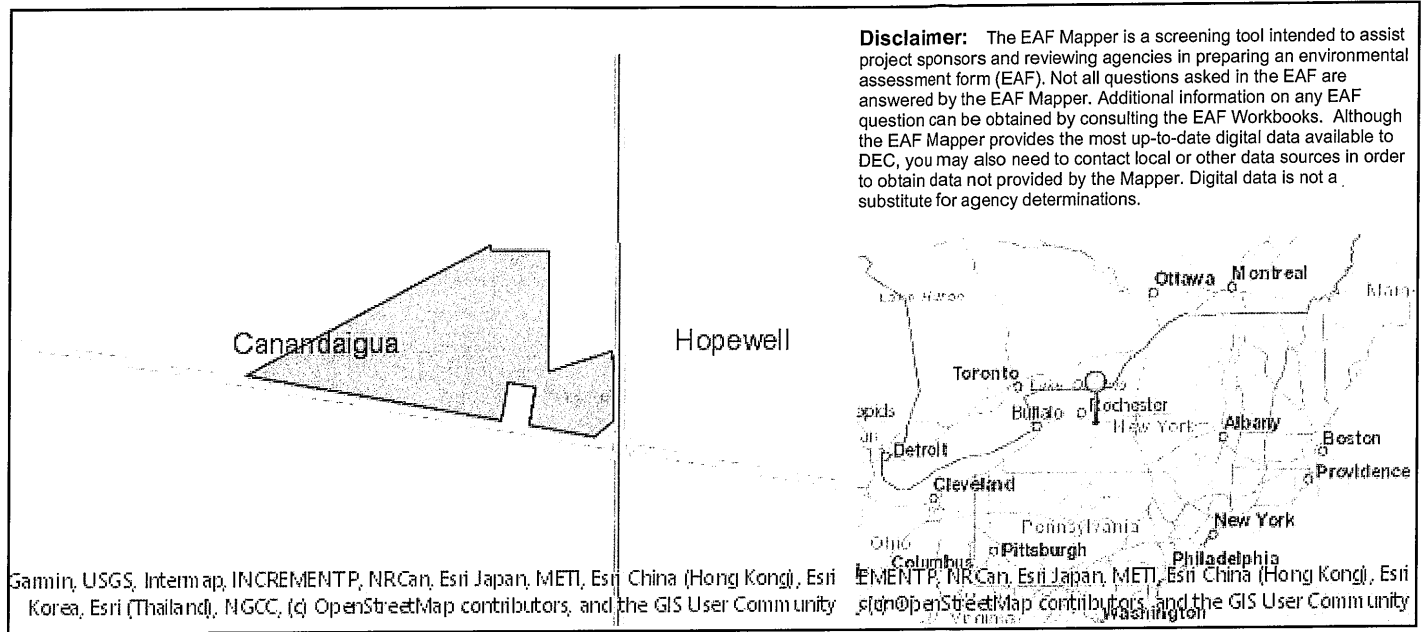 Disclaimer: The EAF Mapper is a screening tool intended to assist
project sponsors and reviewing agencies in preparing an environmental
assessment form (EAF). Not all questions asked in the EAF are
answered by the EAF Mapper. Additional information on any EAF
question can be obtained by consulting the EAF Workbooks. Although
the EAF Mapper provides the most up-to-date digital data available to
DEC, you may also need to contact local or other data sources in order
to obtain data not provided by the Mapper. Digital data is not a
substitute for agency determinations.
Canandaigua
Hopewell
Garmin, USGS, Intermap, INCREMENT P, NRCan, Esri Japan, METI, Esri China (Hong Kong), Esri
Korea, Esri (Thailand), NGCC, (c) OpenStreetMap contributors, and the GIS User Community
Ottawa
Montreal
Lake Huron
Toronto
Lake
Rochester
Buffalo
New York
Albany
Boston
Providence
apids
Detroit
Cleveland
Pennsylvania
New York
Ohio
Pittsburgh
Philadelphia
Columbus
EMENT P, NRCan, Esri Japan, METI, Esri China (Hong Kong), Esri
OpenStreetMap contributors, and the GIS User Community
Washington